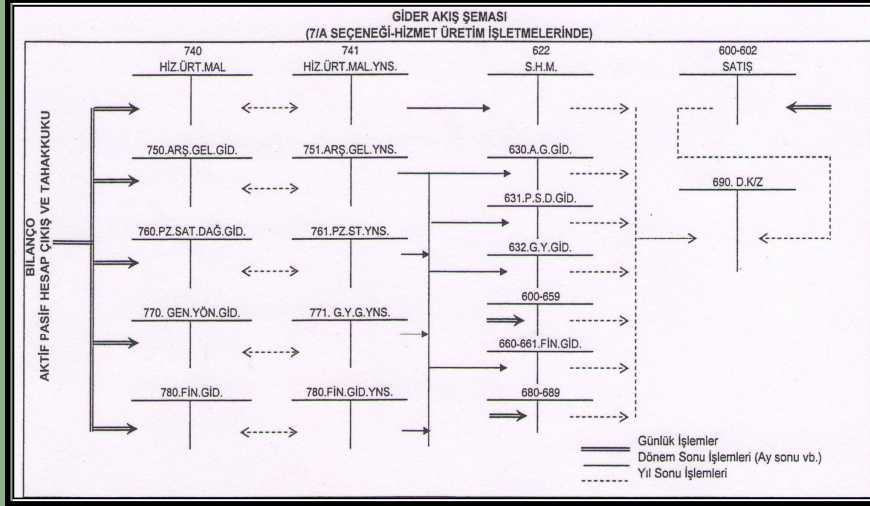 GİDER AKIŞ ŞEMASI
(7/A SEÇENEĞİ-HİZMET ÜRETİM İŞLETMELERİNDE)
740 741 622 600-602
HİZ.ÜRT.MAL HİZ.ÜRT.MAL.YNS. S.H.M. SATIŞ
750.ARŞ.GEL.GİD. 751.ARŞ.GEL.YNS. 630.A.G.GİD.
690. D.K/Z
631.P.S.D.GİD.
760.PZ.SAT.DAĞ.GİD. 761.PZ.ST.YNS. 632.G.Y.GİD.
600-659
770. GEN.YÖN.GİD. 771. G.Y.G.YNS.
660-661.FİN.GİD.
780.FİN.GİD. 780.FİN.GİD.YNS. 680-689
BİLANÇO
AKTİF PASİF HESAP ÇIKIŞ VE TAHAKKUKU
Günlük İşlemler
Dönem Sonu İşlemleri (Ay sonu vb.)
Yıl Sonu İşlemleri